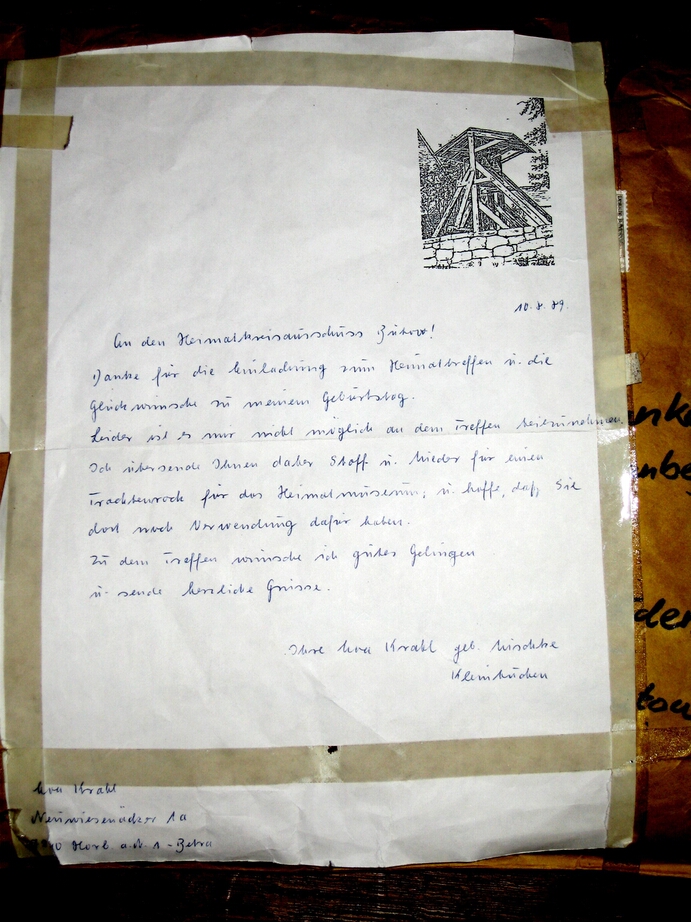 10.8.89.
An den Heimatkreisausschuss Bütow!
Danke für die Einladung zum Heimattreffen u. die
Glückwünsche zu meinem Geburtstag.
Leider ist es mir nicht möglich an dem Treffen teilzunehmen.
Ich übersende Ihnen daher Stoff u. Mieder für einen
Trachtenrock für das Heimatmuseum, u. hoffe, daß Sie
dort noch Verwendung dafür haben.
Zu dem Treffen wünsche ich gutes Gelingen
u. sende herzliche Grüsse.
Ihre Eva Krahl geb.
Eva Krahl
Neuwiesenäcker 1a
Horb a.N. 1 -